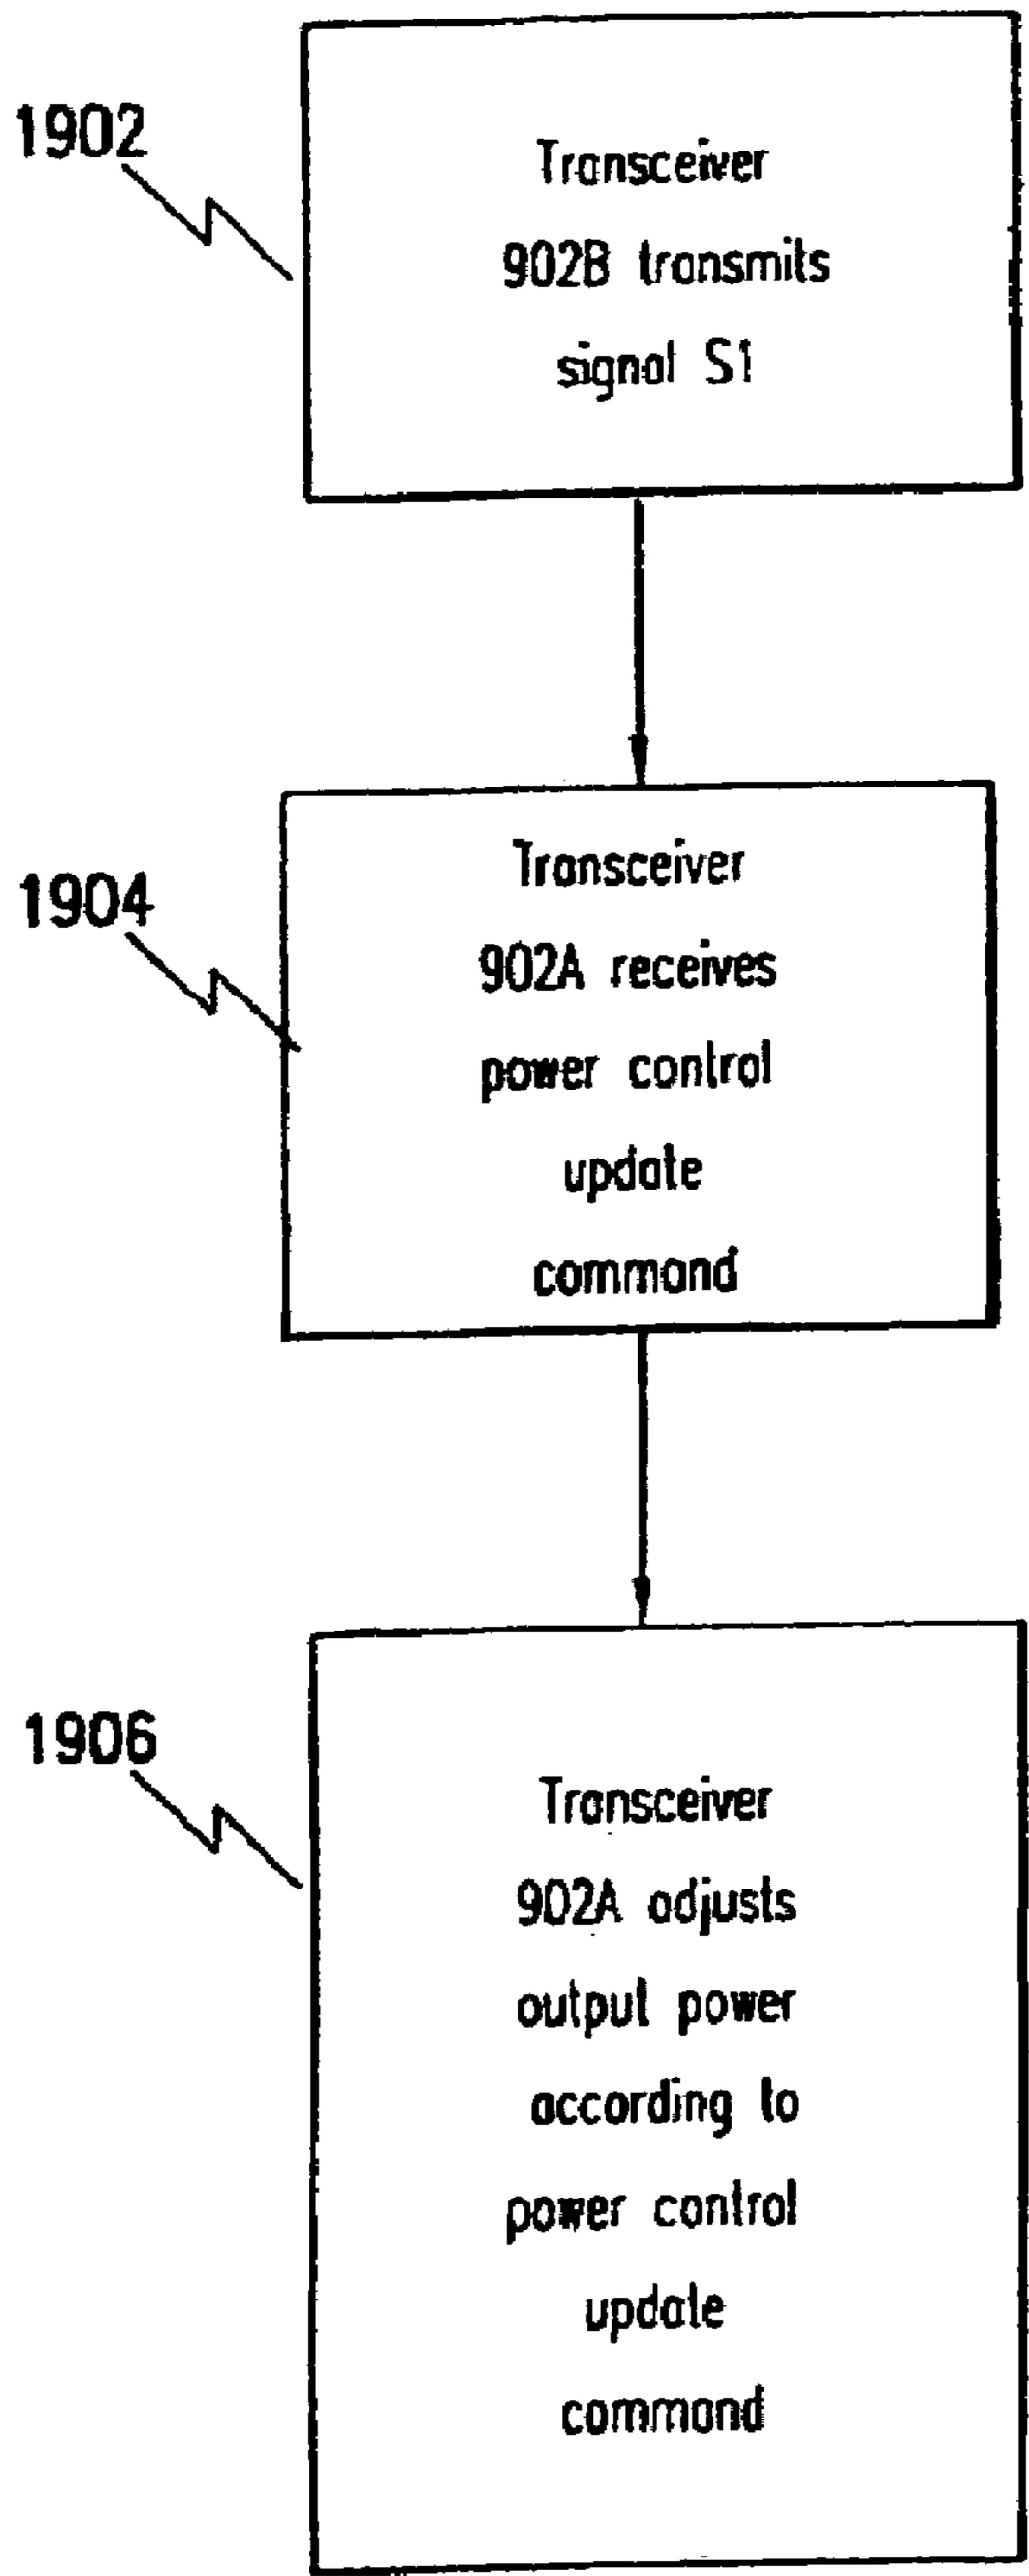 1902
Transceiver
902B transmits
signal S1
1904
Transceiver
902A receives
power control
update
command
1906
Transceiver
902A adjusts
output power
according to
power control
update
command